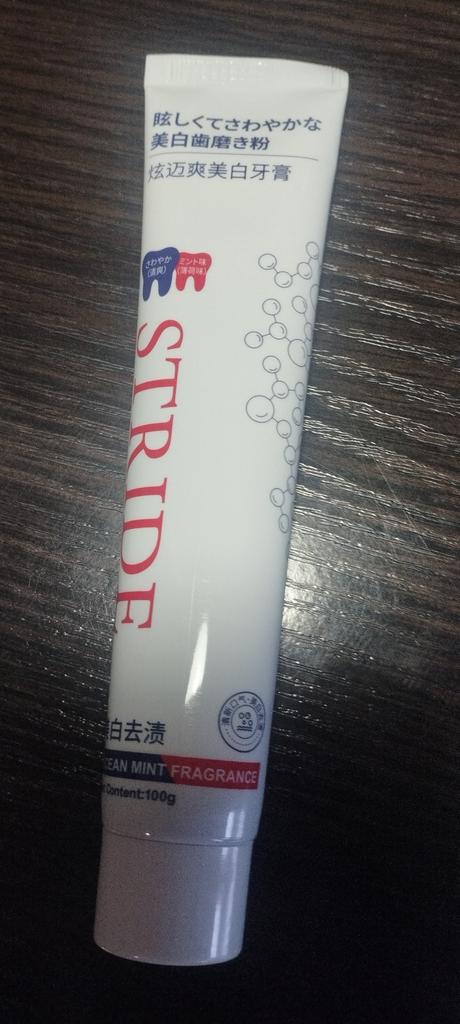 眩しくてさわやかな
美白歯磨き粉
炫迈爽美白牙膏
さわやか
(清爽)
ミント味
(薄荷味)
STRIDE
白去渍
MINT FRAGRANCE
Content:100g